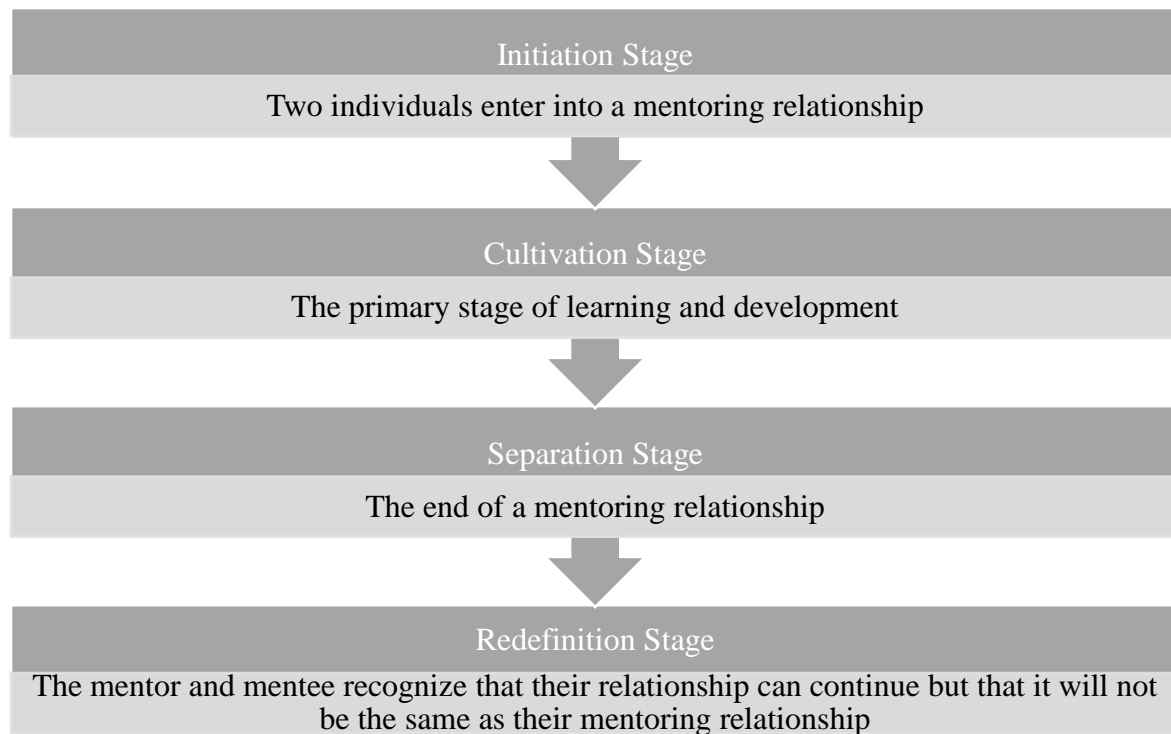 Initiation Stage
Two individuals enter into a mentoring relationship
Cultivation Stage
The primary stage of learning and development
Separation Stage
The end of a mentoring relationship
Redefinition Stage
The mentor and mentee recognize that their relationship can continue but that it will not
be the same as their mentoring relationship